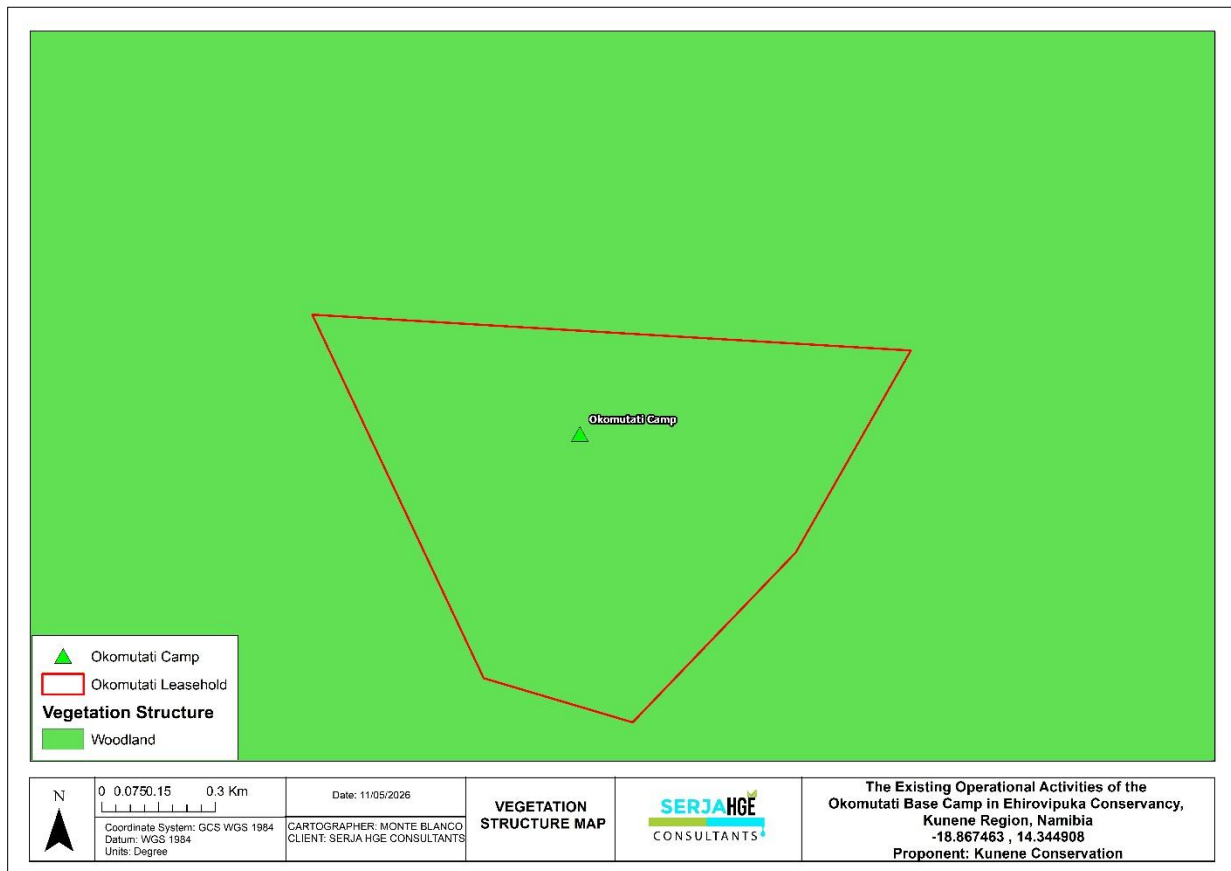 Okomutati Camp
Okomutati Camp
Okomutati Leasehold
Vegetation Structure
Woodland
N
0 0.0750.15 0.3 Km
Coordinate System: GCS WGS 1984
Datum: WGS 1984
Units: Degree
Date: 11/05/2026
CARTOGRAPHER: MONTE BLANCO
CLIENT: SERJA HGE CONSULTANTS
VEGETATION
STRUCTURE MAP
SERJAHGE
CONSULTANTS
The Existing Operational Activities of the
Okomutati Base Camp in Ehirovipuka Conservancy,
Kunene Region, Namibia
-18.867463 , 14.344908
Proponent: Kunene Conservation